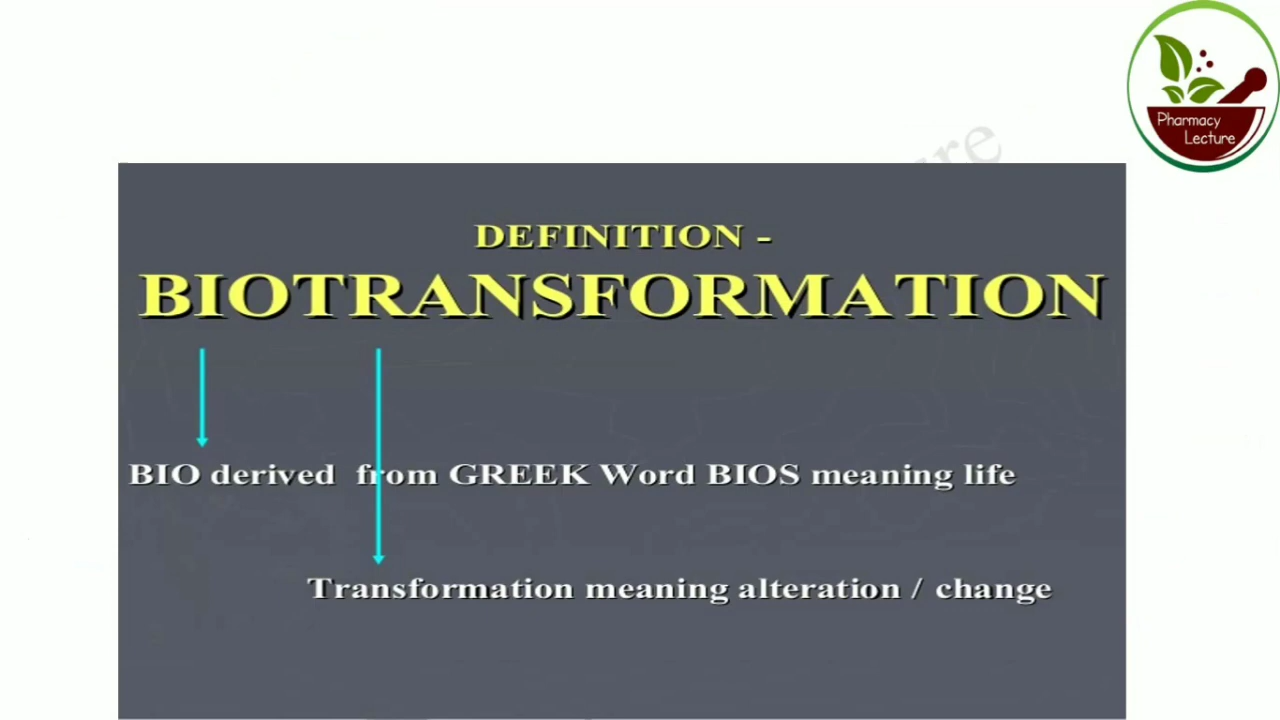 Pharmacy
Lecture
DEFINITION -
BIOTRANSFORMATION
BIO derived from GREEK Word BIOS meaning life
Transformation meaning alteration / change